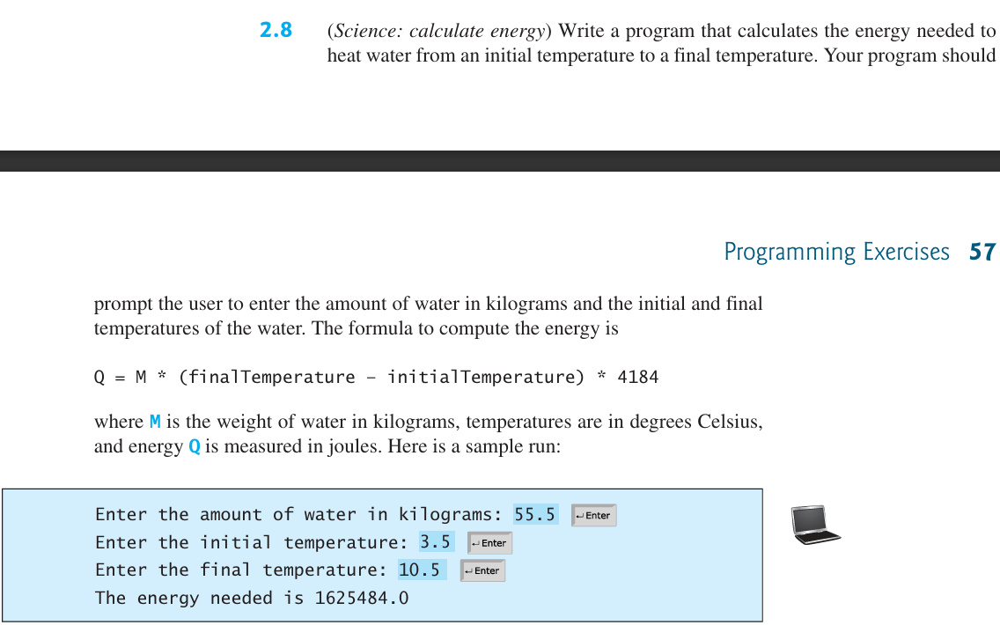 2.8 (Science: calculate energy) Write a program that calculates the energy needed to
heat water from an initial temperature to a final temperature. Your program should
Programming Exercises 57
prompt the user to enter the amount of water in kilograms and the initial and final
temperatures of the water. The formula to compute the energy is
Q = M * (finalTemperature – initialTemperature) * 4184
where M is the weight of water in kilograms, temperatures are in degrees Celsius,
and energy Q is measured in joules. Here is a sample run:
Enter the amount of water in kilograms: 55.5 ↵Enter
Enter the initial temperature: 3.5 ↵Enter
Enter the final temperature: 10.5 ↵Enter
The energy needed is 1625484.0